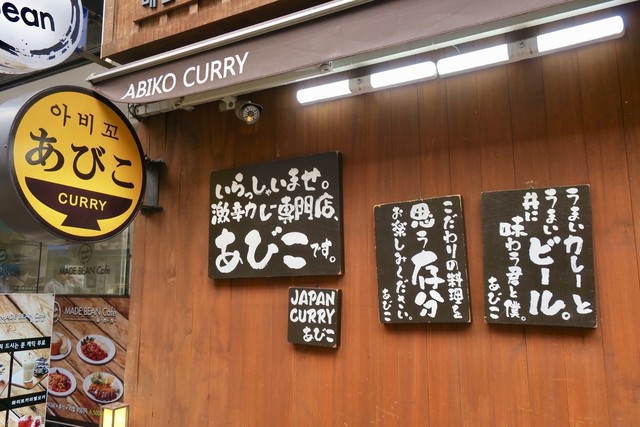 ean
ABIKO CURRY
아비꼬
あびこ
CURRY
いらっしゃいませ。
激辛カレー専門店、
あびこです。
JAPAN
CURRY
あびこ
こだわりの料理を
思う存分
お楽しみください。
あびこ
うまいカレーと
うまいビール。
共に
味わう君と僕。
あびこ
MADE BEAN Café
MADE BEAN Café